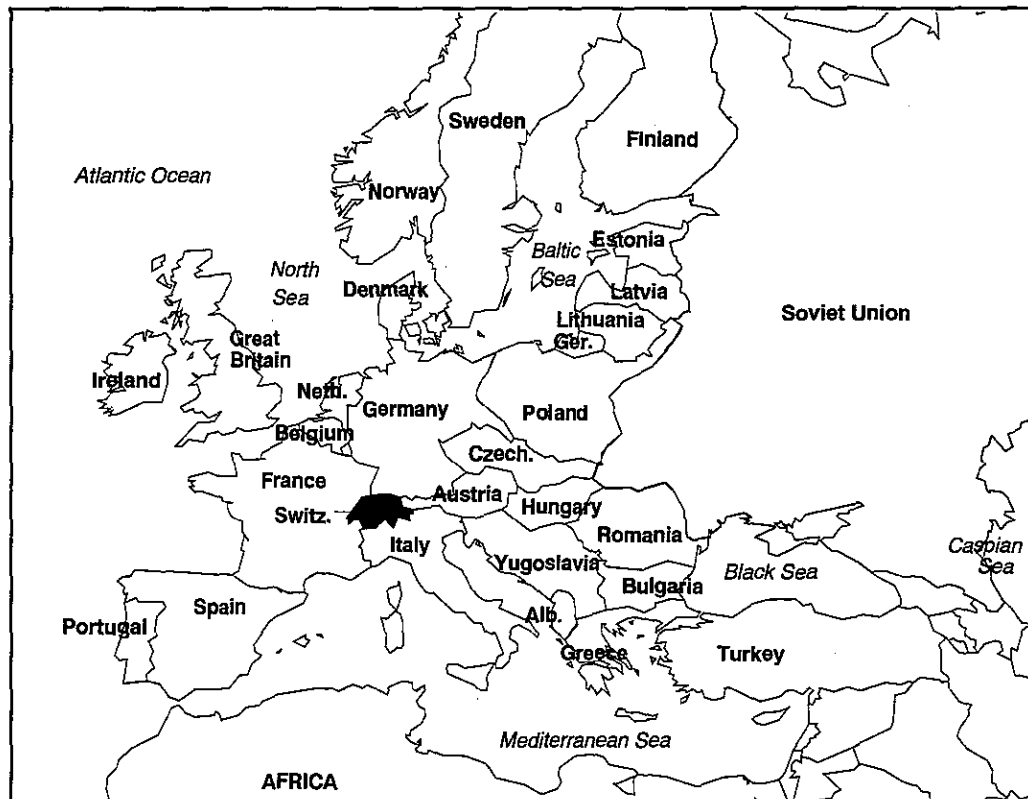 Sweden
Finland
Atlantic Ocean
Norway
Estonia
Baltic
Sea
North
Sea
Denmark
Latvia
Soviet Union
Lithuania
Ger.
Great
Britain
Ireland
Neth.
Germany
Poland
Belgium
Czech.
France
Austria
Switz.
Hungary
Romania
Italy
Caspian
Sea
Yugoslavia
Black Sea
Bulgaria
Spain
Alb.
Portugal
Greece
Turkey
Mediterranean Sea
AFRICA